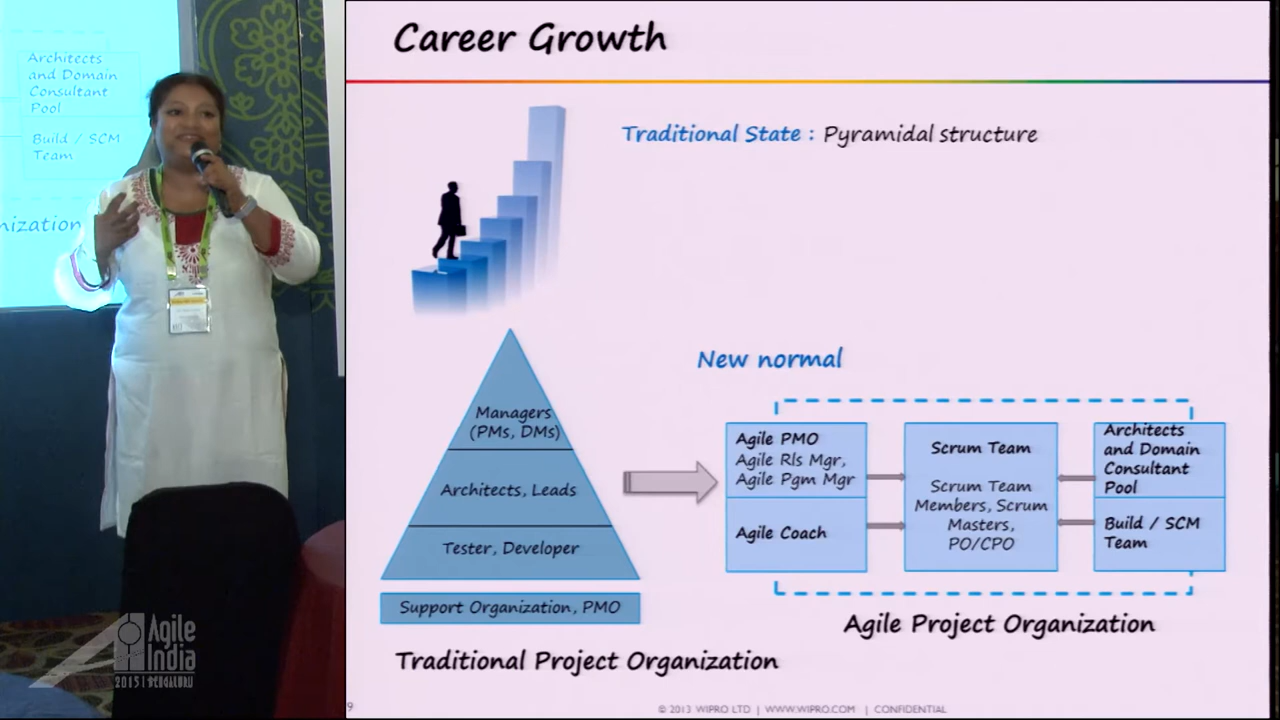 Architects
and Domain
Consultant
Pool
Build / SCM
Team
nization
Agile
India
2015 | BENGALURU
Career Growth
Traditional State : Pyramidal structure
Managers
(PMs, DMs)
Architects, Leads
Tester, Developer
Support Organization, PMO
Traditional Project Organization
New normal
Agile PMO
Agile Rls Mgr,
Agile Pgm Mgr
Agile Coach
Scrum Team
Scrum Team
Members, Scrum
Masters,
PO/CPO
Architects
and Domain
Consultant
Pool
Build / SCM
Team
Agile Project Organization
9
© 2013 WIPRO LTD | WWW.WIPRO.COM | CONFIDENTIAL